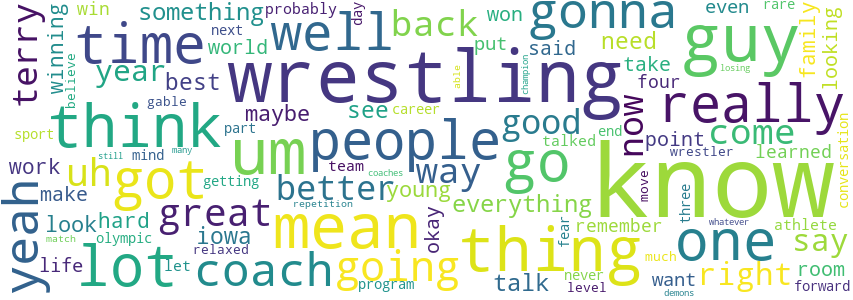 probably
day
won
even
rare
win
something
back
gonna
guy
family
terry
winning
time
well
next
world
put
said
need
looking
believe
year
best
wrestling
able
champion
take
losing
gable
maybe
see
career
four
really
sport
think
um
people
good
now
come
conversation
still
many
part
mind
team
way
end
talked
point
wrestler
learned
work
uh
got
coaches
go
know
make
getting
better
young
move
yeah
look
hard
great
repetition
okay
everything
three
athlete
olympic
iowa
mean
thing
fear
remember
whatever
one
say
match
relaxed
much
life
lot
let
coach
going
talk
never
want
right
room
program
level
demons
forward